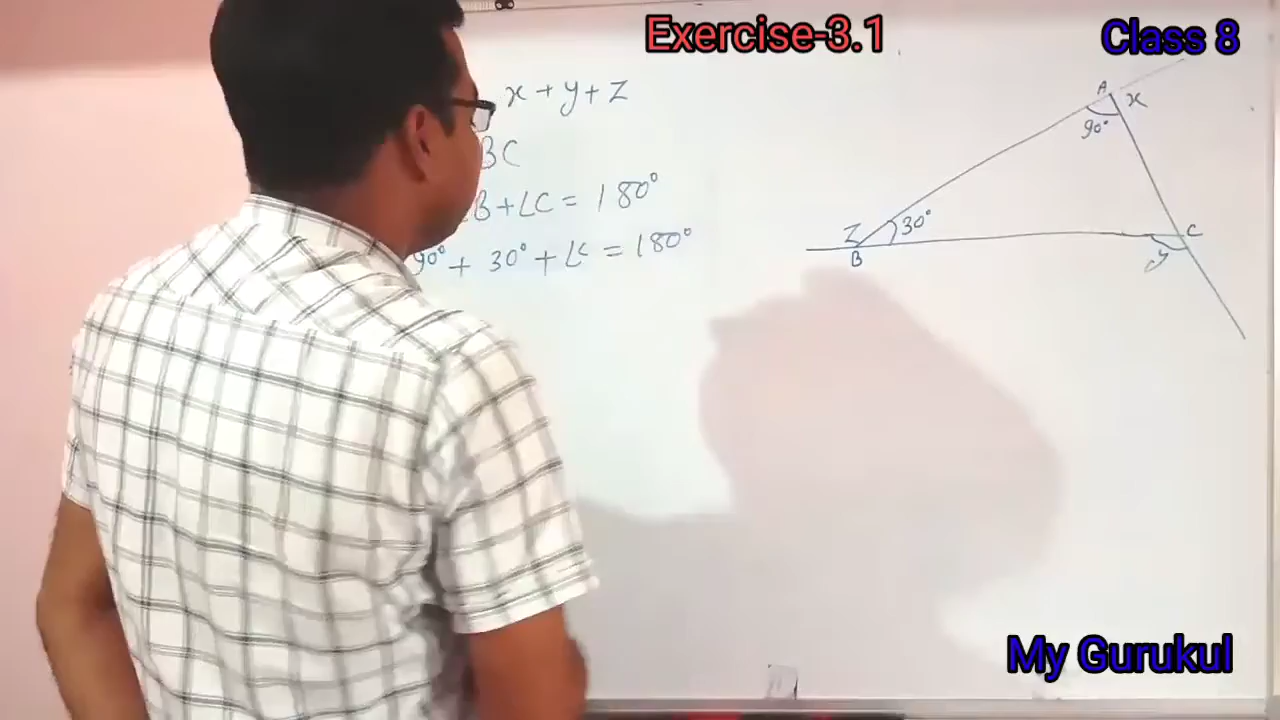 Exercise-3.1
Class 8
x + y + z
BC
B + ∠C = 180°
90° + 30° + ∠C = 180°
A
x
90°
Z
30°
B
C
y
My Gurukul